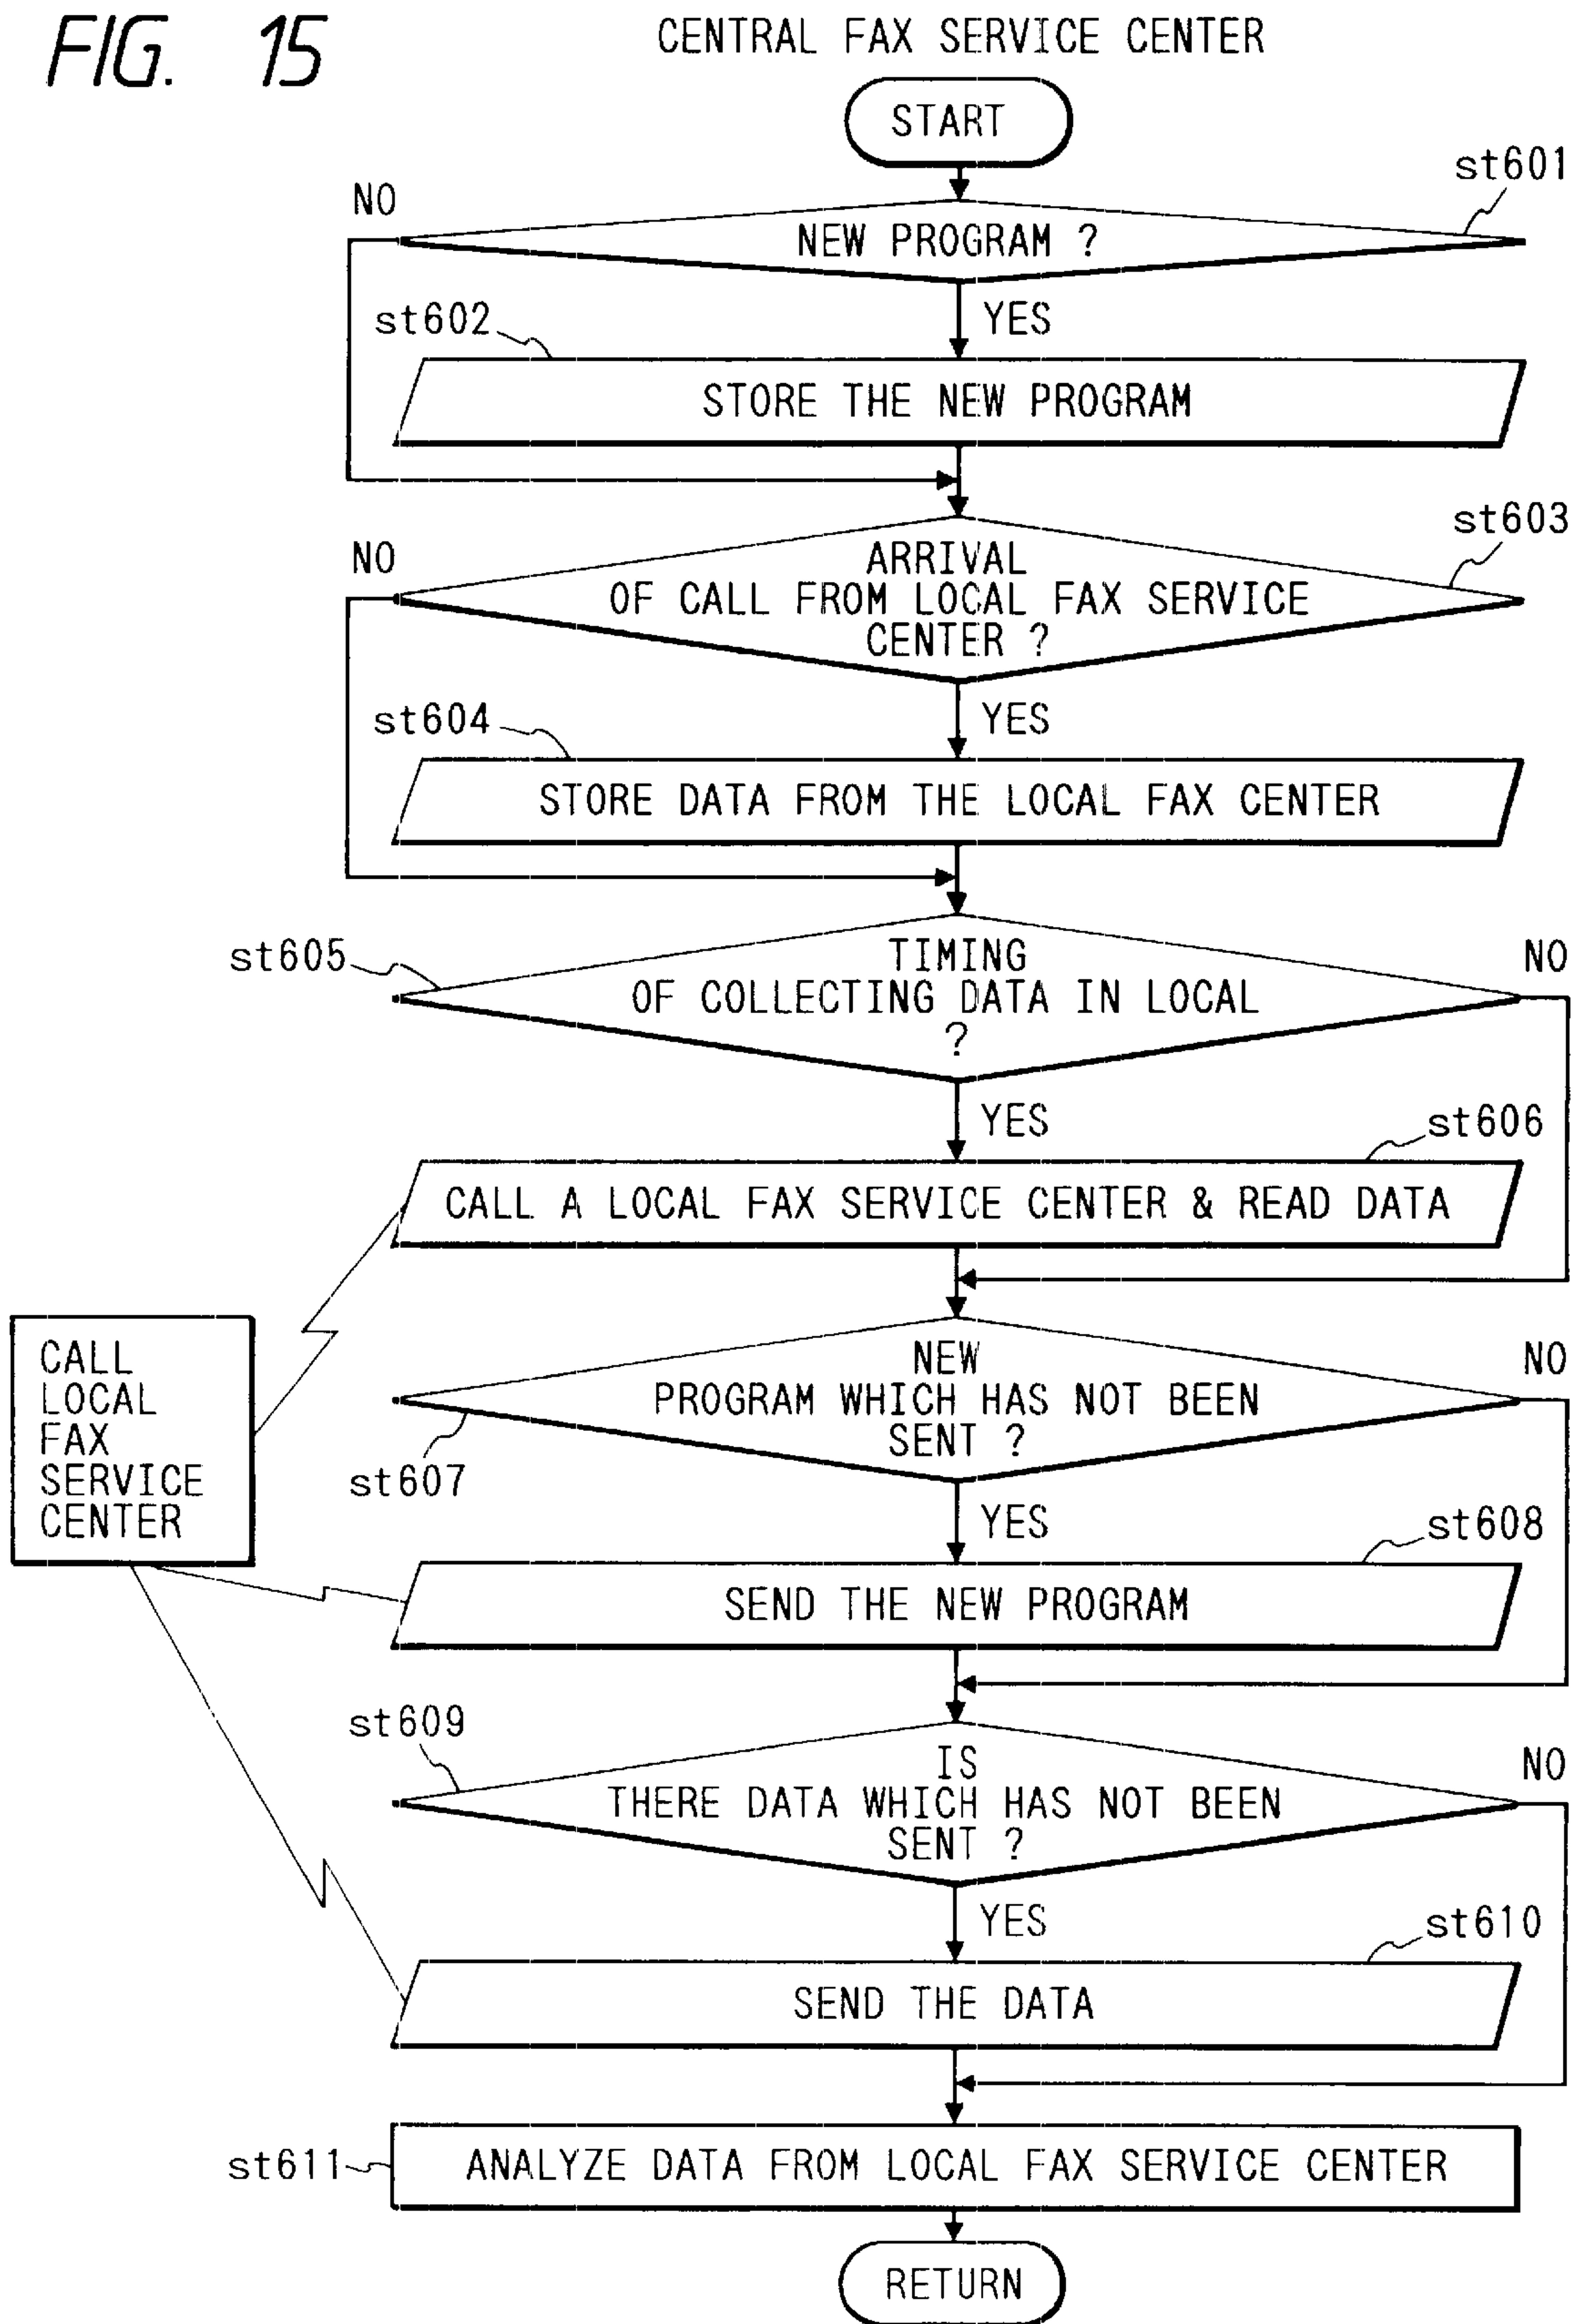 FIG. 15
CENTRAL FAX SERVICE CENTER
START
st601
NO
NEW PROGRAM ?
YES
st602
STORE THE NEW PROGRAM
st603
NO
ARRIVAL
OF CALL FROM LOCAL FAX SERVICE
CENTER ?
YES
st604
STORE DATA FROM THE LOCAL FAX CENTER
st605
TIMING
OF COLLECTING DATA IN LOCAL
?
NO
YES
st606
CALL A LOCAL FAX SERVICE CENTER & READ DATA
CALL
LOCAL
FAX
SERVICE
CENTER
NEW
PROGRAM WHICH HAS NOT BEEN
SENT ?
NO
st607
YES
st608
SEND THE NEW PROGRAM
st609
IS
THERE DATA WHICH HAS NOT BEEN
SENT ?
NO
YES
st610
SEND THE DATA
st611
ANALYZE DATA FROM LOCAL FAX SERVICE CENTER
RETURN